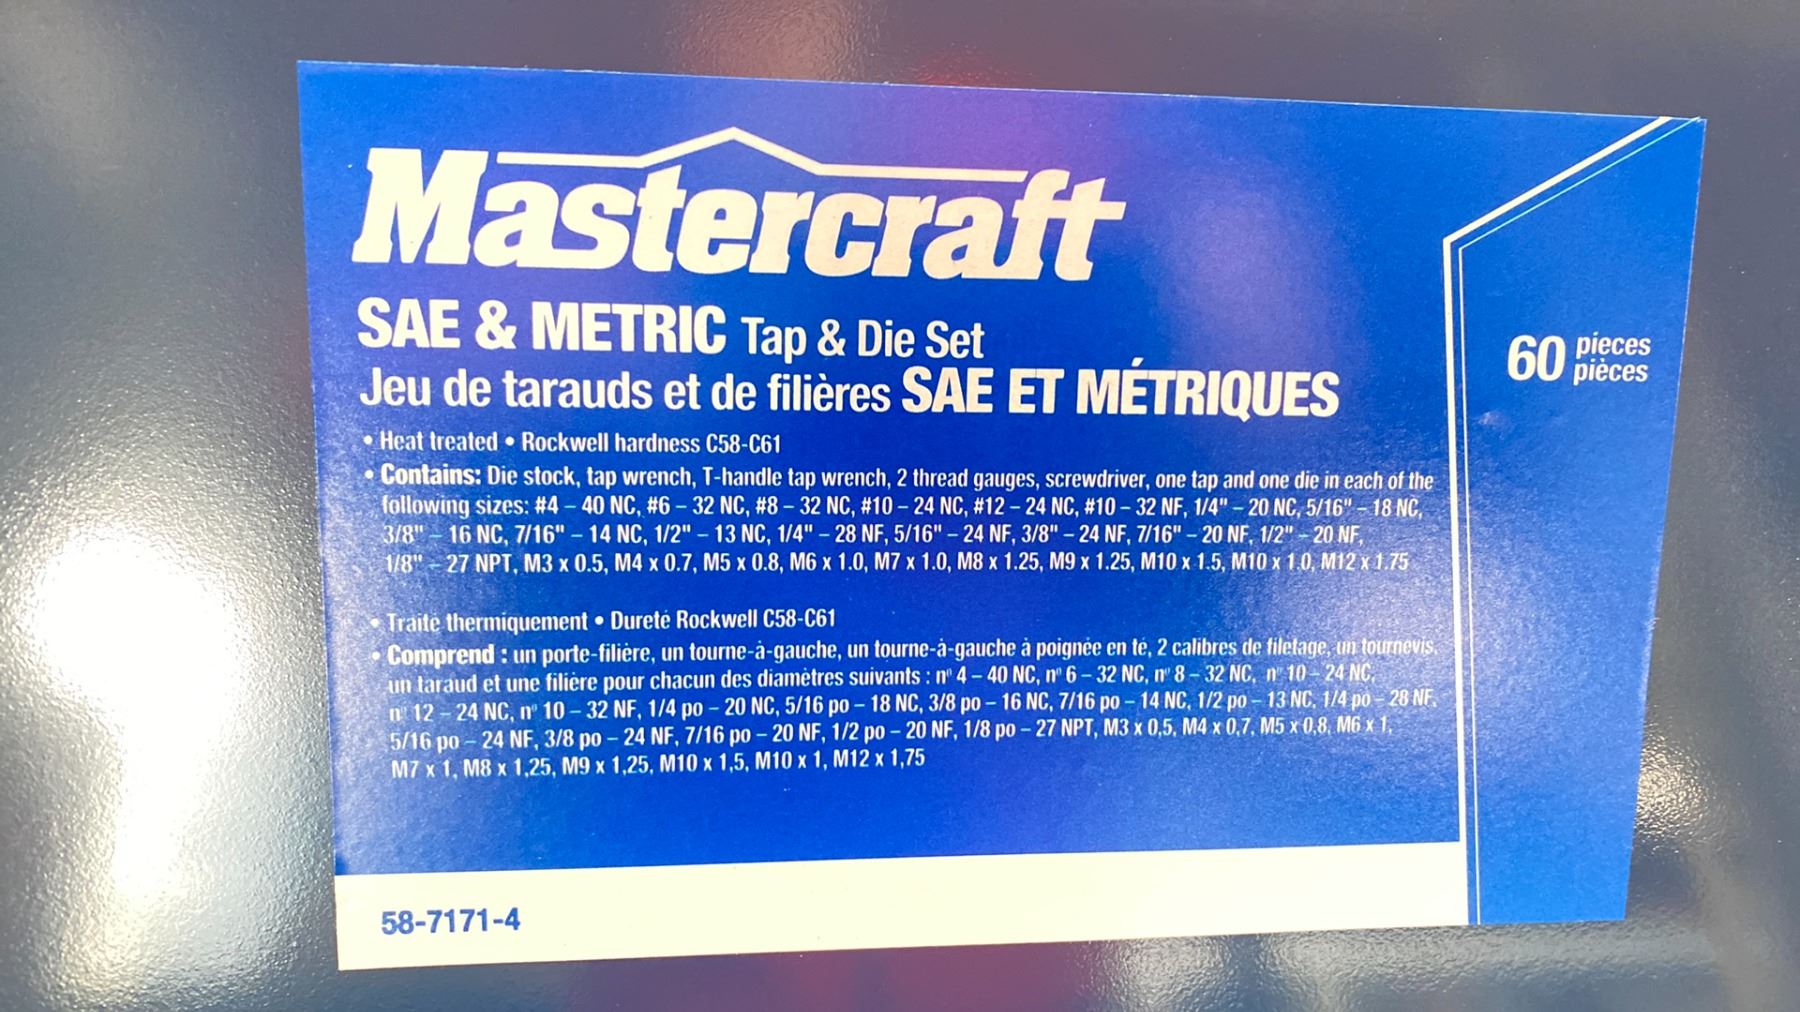 Mastercraft
SAE & METRIC Tap & Die Set
Jeu de tarauds et de filières SAE ET MÉTRIQUES
60 pieces
pièces
• Heat treated • Rockwell hardness C58-C61
• Contains: Die stock, tap wrench, T-handle tap wrench, 2 thread gauges, screwdriver, one tap and one die in each of the
following sizes: #4 – 40 NC, #6 – 32 NC, #8 – 32 NC, #10 – 24 NC, #12 – 24 NC, #10 – 32 NF, 1/4" – 20 NC, 5/16" – 18 NC,
3/8" – 16 NC, 7/16" – 14 NC, 1/2" – 13 NC, 1/4" – 28 NF, 5/16" – 24 NF, 3/8" – 24 NF, 7/16" – 20 NF, 1/2" – 20 NF,
1/8" – 27 NPT, M3 x 0.5, M4 x 0.7, M5 x 0.8, M6 x 1.0, M7 x 1.0, M8 x 1.25, M9 x 1.25, M10 x 1.5, M10 x 1.0, M12 x 1.75
• Traité thermiquement • Dureté Rockwell C58-C61
• Comprend : un porte-filière, un tourne-à-gauche, un tourne-à-gauche à poignée en té, 2 calibres de filetage, un tournevis,
un taraud et une filière pour chacun des diamètres suivants : nº 4 – 40 NC, nº 6 – 32 NC, nº 8 – 32 NC, nº 10 – 24 NC,
nº 12 – 24 NC, nº 10 – 32 NF, 1/4 po – 20 NC, 5/16 po – 18 NC, 3/8 po – 16 NC, 7/16 po – 14 NC, 1/2 po – 13 NC, 1/4 po – 28 NF,
5/16 po – 24 NF, 3/8 po – 24 NF, 7/16 po – 20 NF, 1/2 po – 20 NF, 1/8 po – 27 NPT, M3 x 0,5, M4 x 0,7, M5 x 0,8, M6 x 1,
M7 x 1, M8 x 1,25, M9 x 1,25, M10 x 1,5, M10 x 1, M12 x 1,75
58-7171-4